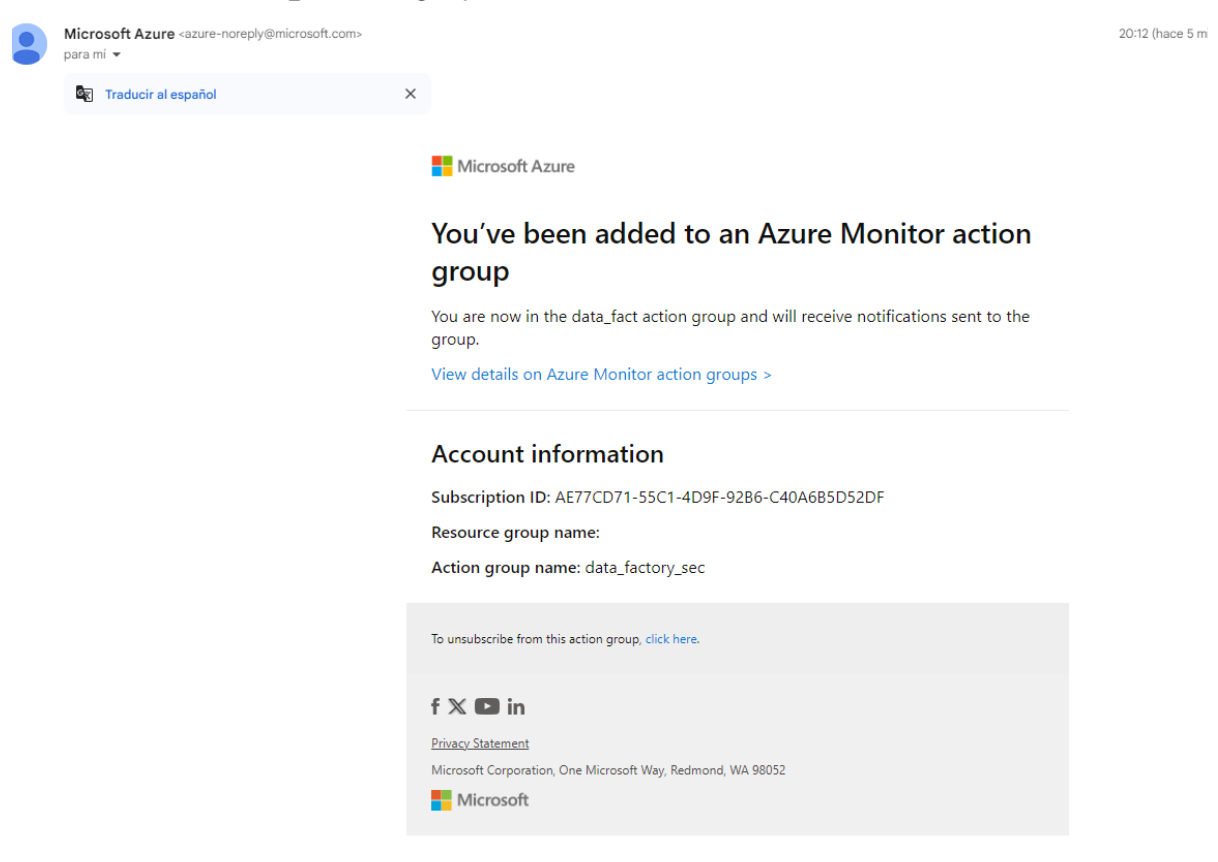 Microsoft Azure <azure-noreply@microsoft.com>
20:12 (hace 5 mi
para mí
Traducir al español
Microsoft Azure
You've been added to an Azure Monitor action
group
You are now in the data_fact action group and will receive notifications sent to the
group.
View details on Azure Monitor action groups >
Account information
Subscription ID: AE77CD71-55C1-4D9F-92B6-C40A6B5D52DF
Resource group name:
Action group name: data_factory_sec
To unsubscribe from this action group, click here.
Privacy Statement
Microsoft Corporation, One Microsoft Way, Redmond, WA 98052
Microsoft